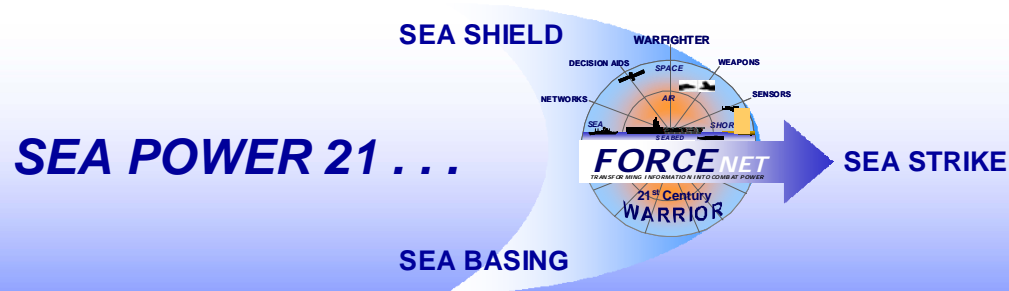 SEA SHIELD
WARFIGHTER
DECISION AIDS
SPACE
WEAPONS
NETWORKS
AIR
SENSORS
SEA
SHOR
SEABED
SEA POWER 21 . . .
FORCENET
TRANSFORMING INFORMATION INTO COMBAT POWER
SEA STRIKE
21st Century
WARRIOR
SEA BASING